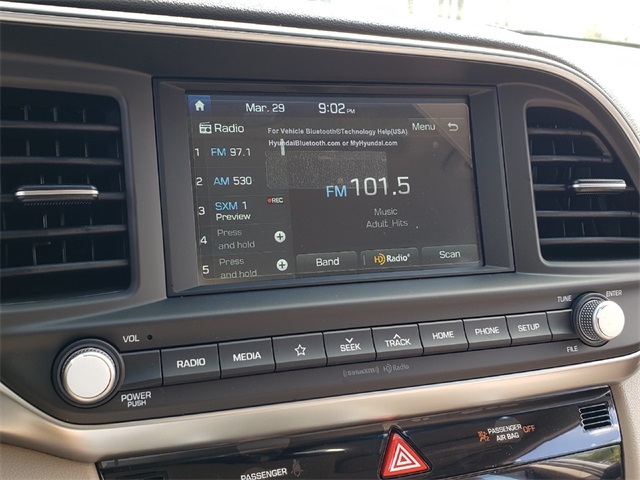 Mar. 29 9:02 PM
Radio
For Vehicle Bluetooth®Technology Help(USA)
HyundaiBluetooth.com or MyHyundai.com
Menu
1 FM 97.1
2 AM 530
3 SXM 1 REC
Preview
4 Press and hold
5 Press and hold
FM 101.5
Music
Adult Hits
Band
HD Radio®
Scan
VOL
TUNE
ENTER
RADIO
MEDIA
SEEK
TRACK
HOME
PHONE
SETUP
FILE
POWER
PUSH
SiriusXM HD Radio
PASSENGER
AIR BAG OFF
PASSENGER